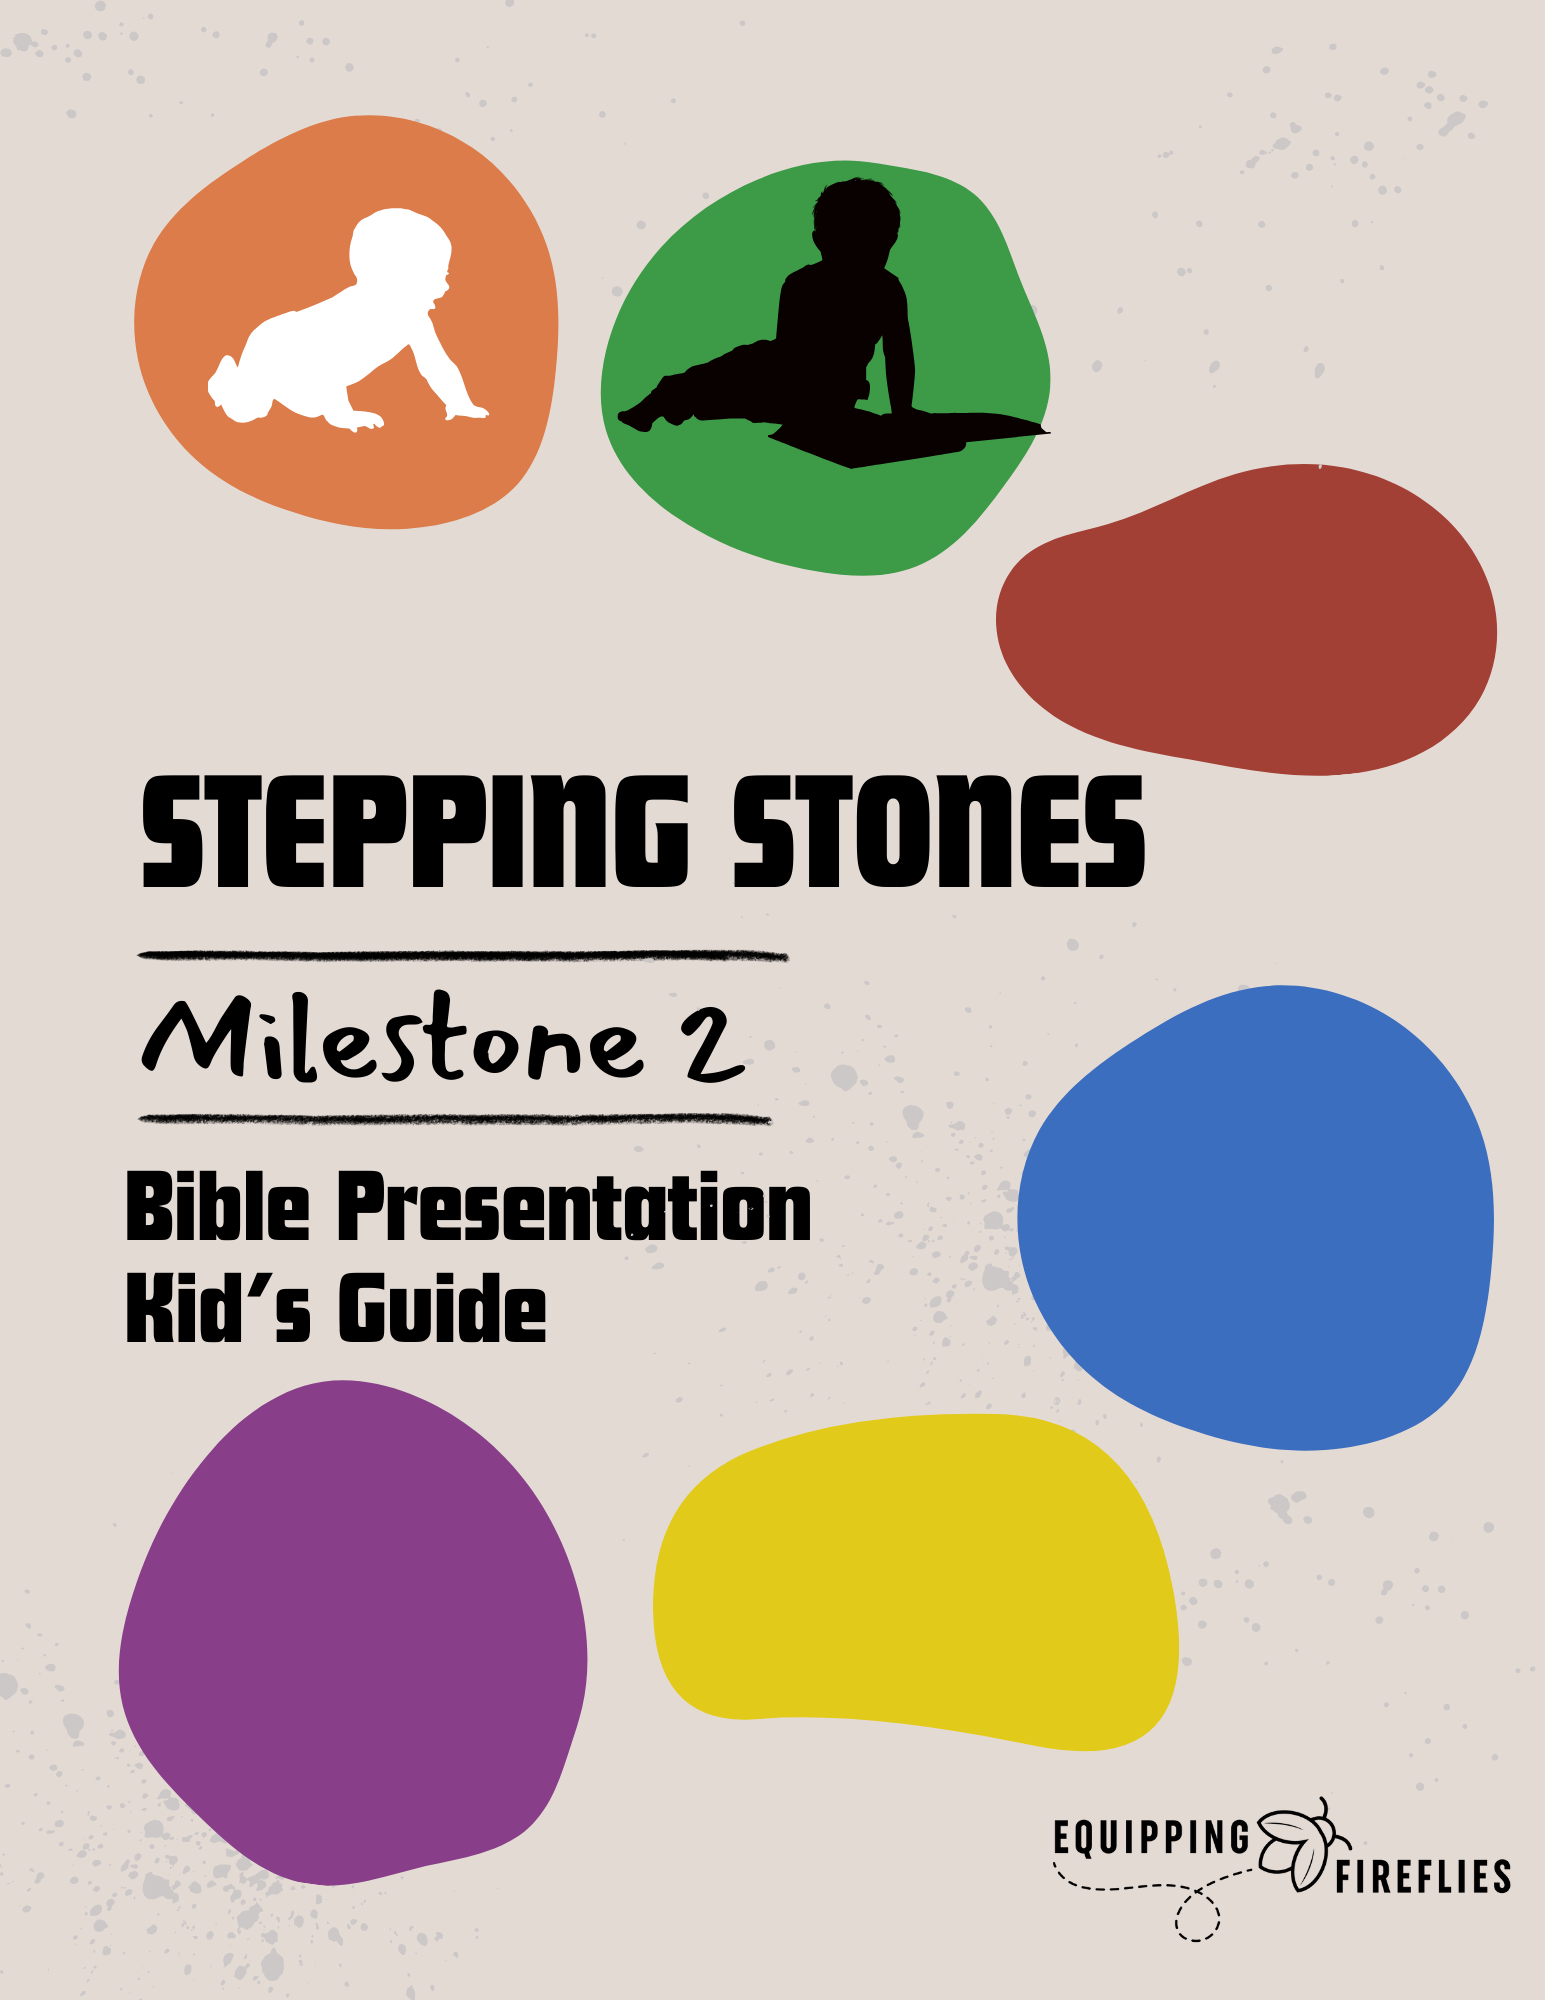 STEPPING STONES
Milestone 2
Bible Presentation
Kid's Guide
EQUIPPING
FIREFLIES